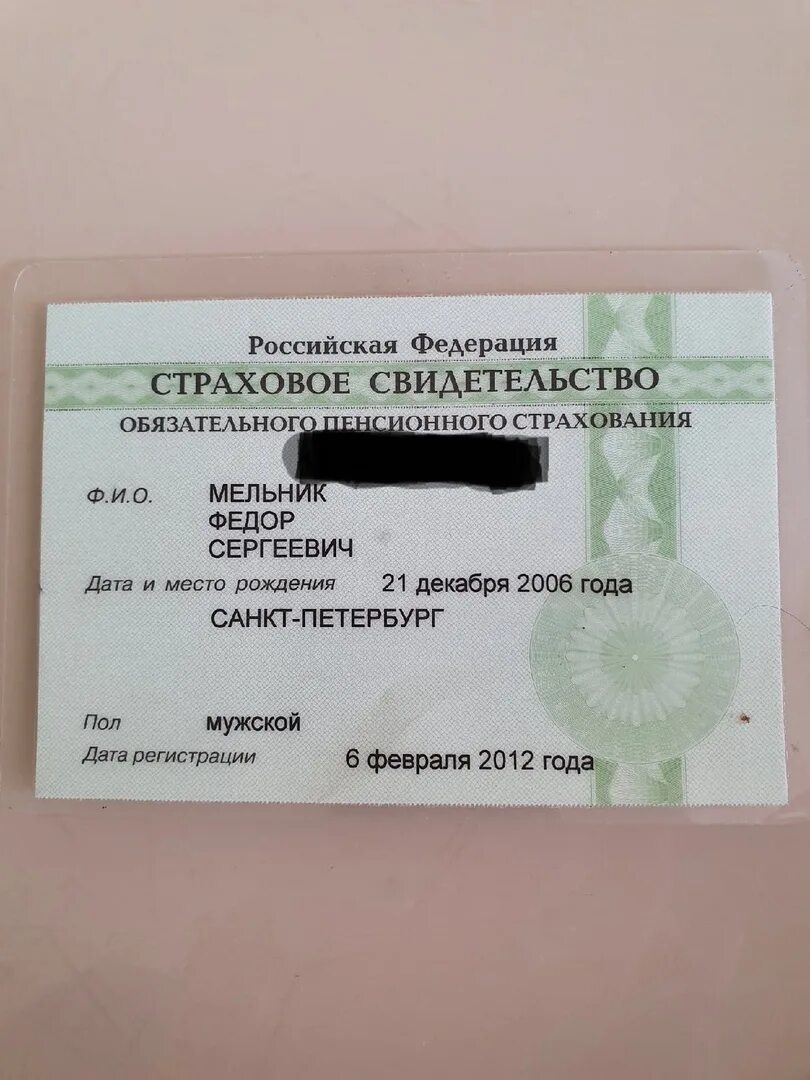 Российская Федерация
СТРАХОВОЕ СВИДЕТЕЛЬСТВО
ОБЯЗАТЕЛЬНОГО ПЕНСИОННОГО СТРАХОВАНИЯ
Ф.И.О. МЕЛЬНИК
ФЕДОР
СЕРГЕЕВИЧ
Дата и место рождения 21 декабря 2006 года
САНКТ-ПЕТЕРБУРГ
Пол мужской
Дата регистрации 6 февраля 2012 года